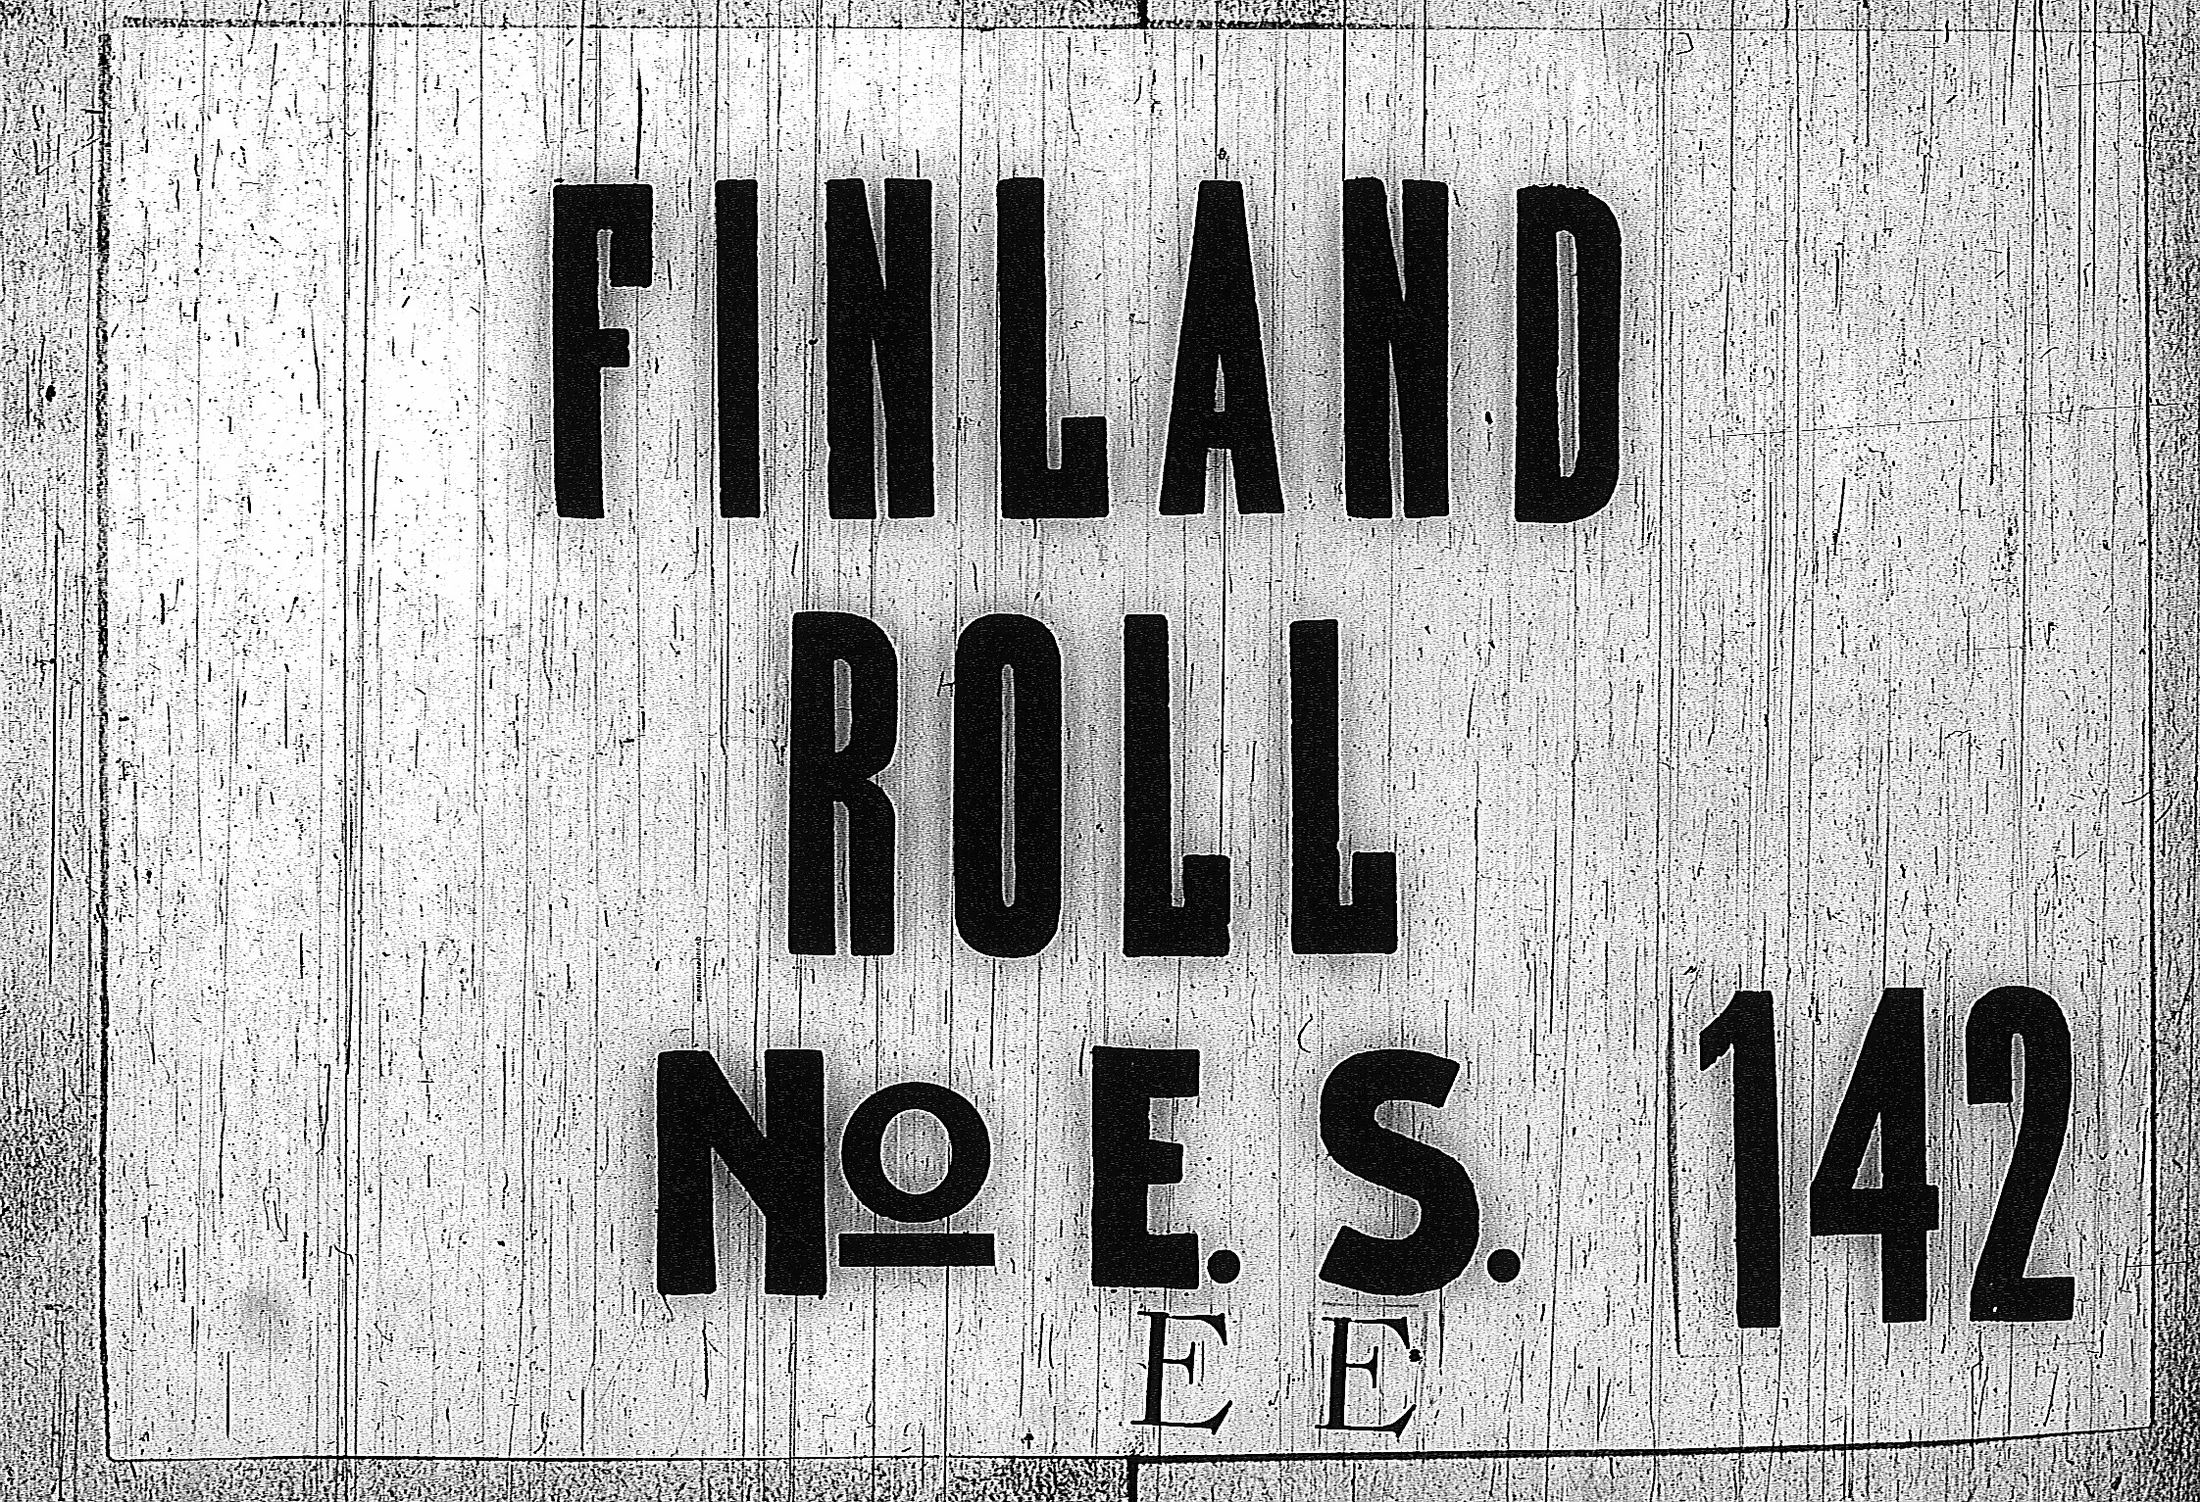 FINLAND
ROLL
No E. S. 142
E E